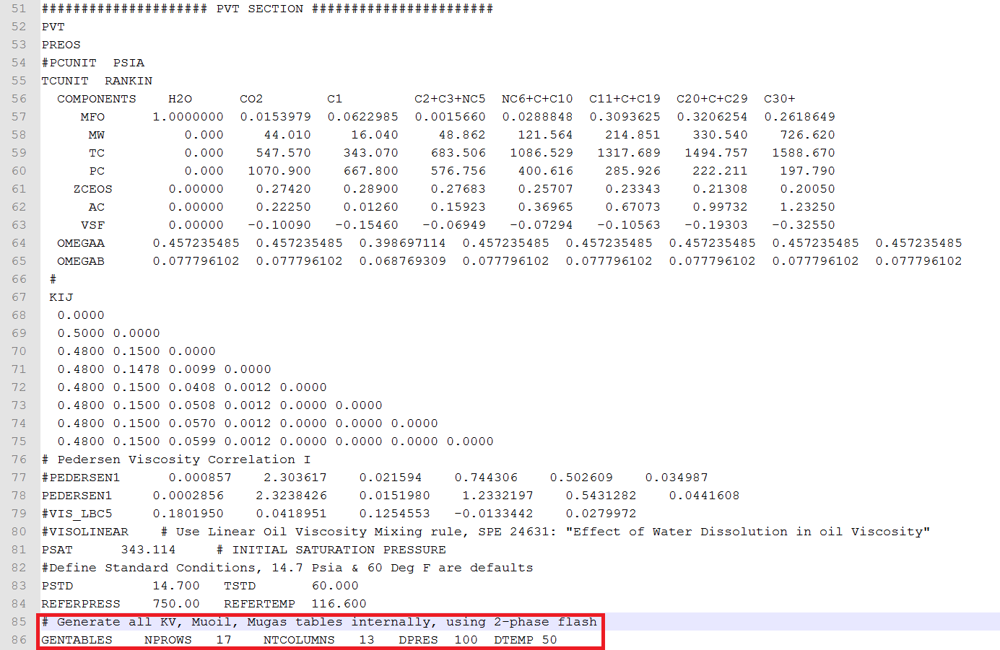 51 ##################### PVT SECTION #######################
52 PVT
53 PREOS
54 #PCUNIT PSIA
55 TCUNIT RANKIN
56 COMPONENTS H2O CO2 C1 C2+C3+NC5 NC6+C+C10 C11+C+C19 C20+C+C29 C30+
57 MFO 1.0000000 0.0153979 0.0622985 0.0015660 0.0288848 0.3093625 0.3206254 0.2618649
58 MW 0.000 44.010 16.040 48.862 121.564 214.851 330.540 726.620
59 TC 0.000 547.570 343.070 683.506 1086.529 1317.689 1494.757 1588.670
60 PC 0.000 1070.900 667.800 576.756 400.616 285.926 222.211 197.790
61 ZCEOS 0.00000 0.27420 0.28900 0.27683 0.25707 0.23343 0.21308 0.20050
62 AC 0.00000 0.22250 0.01260 0.15923 0.36965 0.67073 0.99732 1.23250
63 VSF 0.00000 -0.10090 -0.15460 -0.06949 -0.07294 -0.10563 -0.19303 -0.32550
64 OMEGAA 0.457235485 0.457235485 0.398697114 0.457235485 0.457235485 0.457235485 0.457235485 0.457235485
65 OMEGAB 0.077796102 0.077796102 0.068769309 0.077796102 0.077796102 0.077796102 0.077796102 0.077796102
66 #
67 KIJ
68 0.0000
69 0.5000 0.0000
70 0.4800 0.1500 0.0000
71 0.4800 0.1478 0.0099 0.0000
72 0.4800 0.1500 0.0408 0.0012 0.0000
73 0.4800 0.1500 0.0508 0.0012 0.0000 0.0000
74 0.4800 0.1500 0.0570 0.0012 0.0000 0.0000 0.0000
75 0.4800 0.1500 0.0599 0.0012 0.0000 0.0000 0.0000 0.0000
76 # Pedersen Viscosity Correlation I
77 #PEDERSEN1 0.000857 2.303617 0.021594 0.744306 0.502609 0.034987
78 PEDERSEN1 0.0002856 2.3238426 0.0151980 1.2332197 0.5431282 0.0441608
79 #VIS_LBC5 0.1801950 0.0418951 0.1254553 -0.0133442 0.0279972
80 #VISOLINEAR # Use Linear Oil Viscosity Mixing rule, SPE 24631: "Effect of Water Dissolution in oil Viscosity"
81 PSAT 343.114 # INITIAL SATURATION PRESSURE
82 #Define Standard Conditions, 14.7 Psia & 60 Deg F are defaults
83 PSTD 14.700 TSTD 60.000
84 REFERPRESS 750.00 REFERTEMP 116.600
85 # Generate all KV, Muoil, Mugas tables internally, using 2-phase flash
86 GENTABLES NPROWS 17 NTCOLUMNS 13 DPRES 100 DTEMP 50